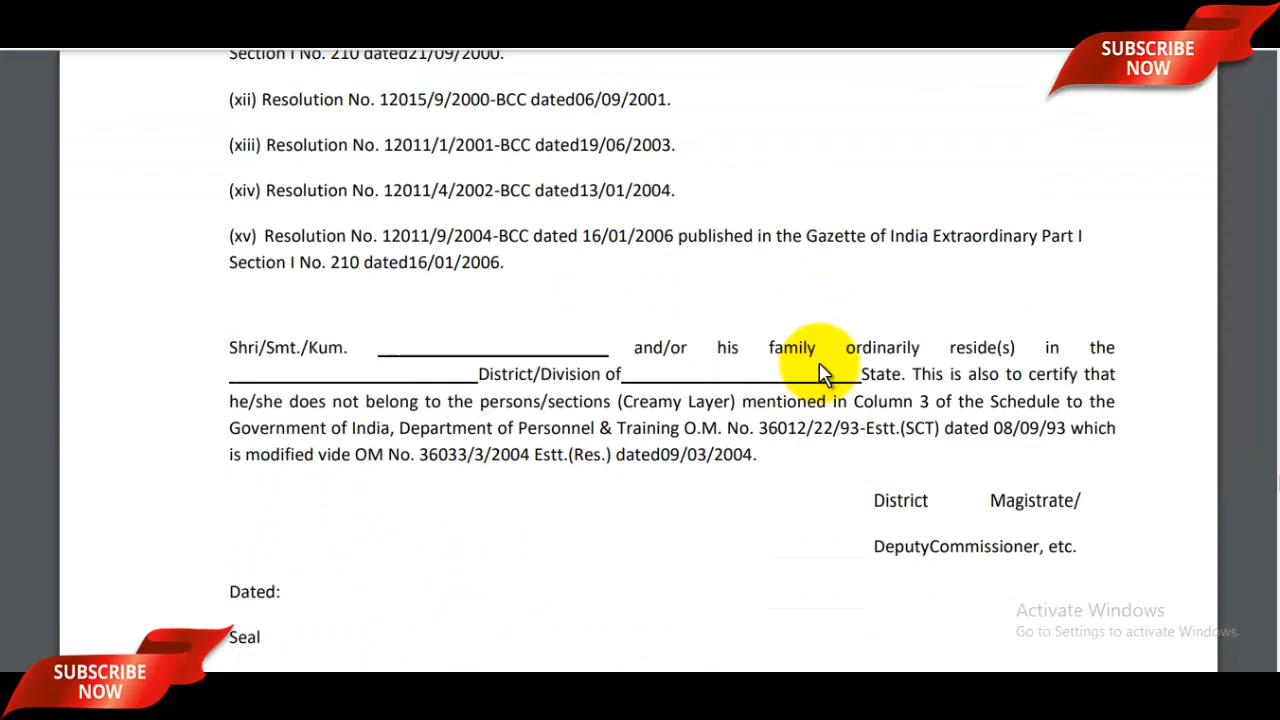 SUBSCRIBE
NOW
Section I No. 210 dated21/09/2000.
(xii) Resolution No. 12015/9/2000-BCC dated06/09/2001.
(xiii) Resolution No. 12011/1/2001-BCC dated19/06/2003.
(xiv) Resolution No. 12011/4/2002-BCC dated13/01/2004.
(xv) Resolution No. 12011/9/2004-BCC dated 16/01/2006 published in the Gazette of India Extraordinary Part I
Section I No. 210 dated16/01/2006.
Shri/Smt./Kum. ________ and/or his family ordinarily reside(s) in the
________District/Division of________State. This is also to certify that
he/she does not belong to the persons/sections (Creamy Layer) mentioned in Column 3 of the Schedule to the
Government of India, Department of Personnel & Training O.M. No. 36012/22/93-Estt.(SCT) dated 08/09/93 which
is modified vide OM No. 36033/3/2004 Estt.(Res.) dated09/03/2004.
District Magistrate/
DeputyCommissioner, etc.
Dated:
Seal
Activate Windows
Go to Settings to activate Windows.
SUBSCRIBE
NOW